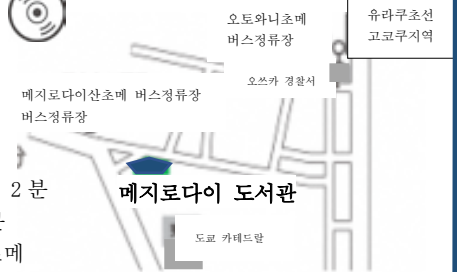 오토와니초메
버스정류장
유라쿠초선
고코쿠지역
오쓰카 경찰서
메지로다이산초메 버스정류장
버스정류장
2 분
메지로다이 도서관
도쿄 카테드랄
메